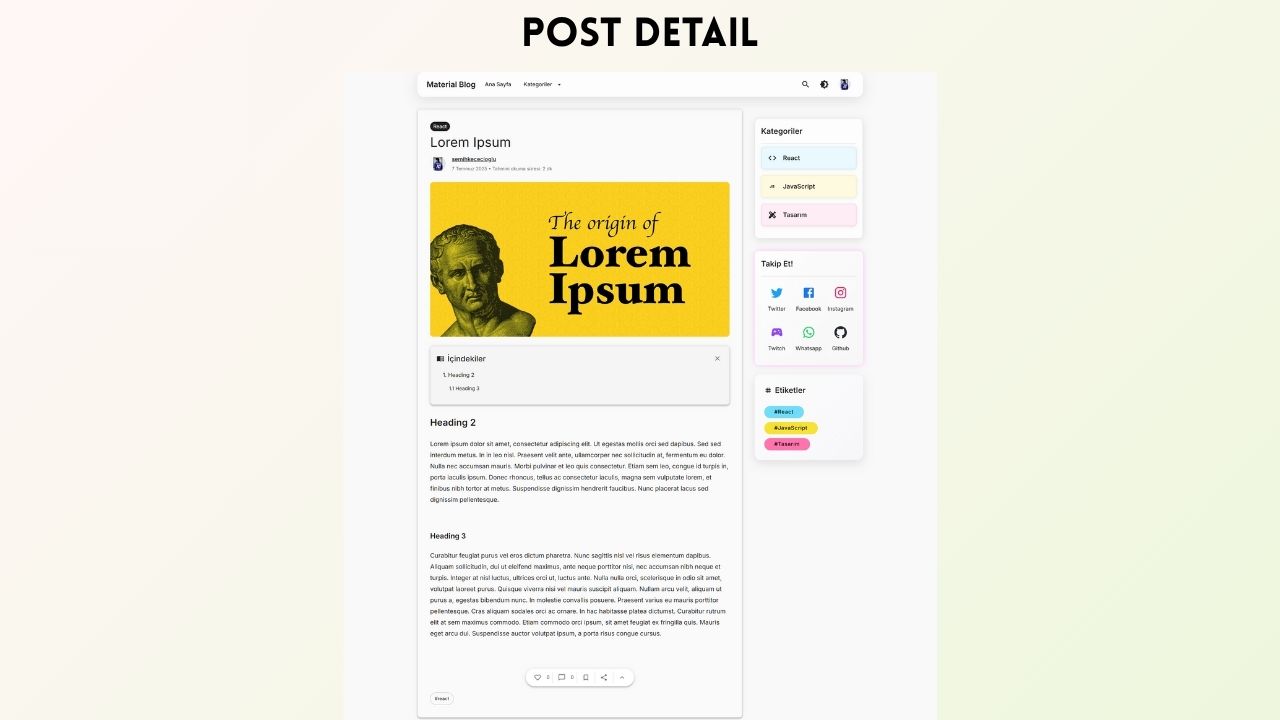 POST DETAIL
Material Blog
Ana Sayfa
Kategoriler
React
Lorem Ipsum
semihkececioglu
7 Temmuz 2025 • Tahmini okuma süresi: 2 dk
The origin of
Lorem
Ipsum
İçindekiler
1. Heading 2
1.1 Heading 3
Heading 2
Lorem ipsum dolor sit amet, consectetur adipiscing elit. Ut egestas mollis orci sed dapibus. Sed sed
interdum metus. In in leo nisl. Praesent velit ante, ullamcorper nec sollicitudin at, fermentum eu dolor.
Nulla nec accumsan mauris. Morbi pulvinar et leo quis consectetur. Etiam sem leo, congue id turpis in,
porta iaculis ipsum. Donec rhoncus, tellus ac consectetur iaculis, magna sem vulputate lorem, et
finibus nibh tortor at metus. Suspendisse dignissim hendrerit faucibus. Nunc placerat lacus sed
dignissim pellentesque.
Heading 3
Curabitur feugiat purus vel eros dictum pharetra. Nunc sagittis nisl vel risus elementum dapibus.
Aliquam sollicitudin, dui ut eleifend maximus, ante neque porttitor nisi, nec accumsan nibh neque et
turpis. Integer at nisl luctus, ultrices orci ut, luctus ante. Nulla nulla orci, scelerisque in odio sit amet,
volutpat laoreet purus. Quisque viverra nisi vel mauris suscipit aliquam. Nullam arcu velit, aliquam ut
purus a, egestas bibendum nunc. In molestie convallis posuere. Praesent varius eu mauris porttitor
pellentesque. Cras aliquam sodales orci ac ornare. In hac habitasse platea dictumst. Curabitur rutrum
elit at sem maximus commodo. Etiam commodo orci ipsum, sit amet feugiat ex fringilla quis. Mauris
eget arcu dui. Suspendisse auctor volutpat ipsum, a porta risus congue cursus.
0
0
#react
Kategoriler
React
JS JavaScript
Tasarım
Takip Et!
Twitter
Facebook
Instagram
Twitch
Whatsapp
Github
# Etiketler
#React
#JavaScript
#Tasarım